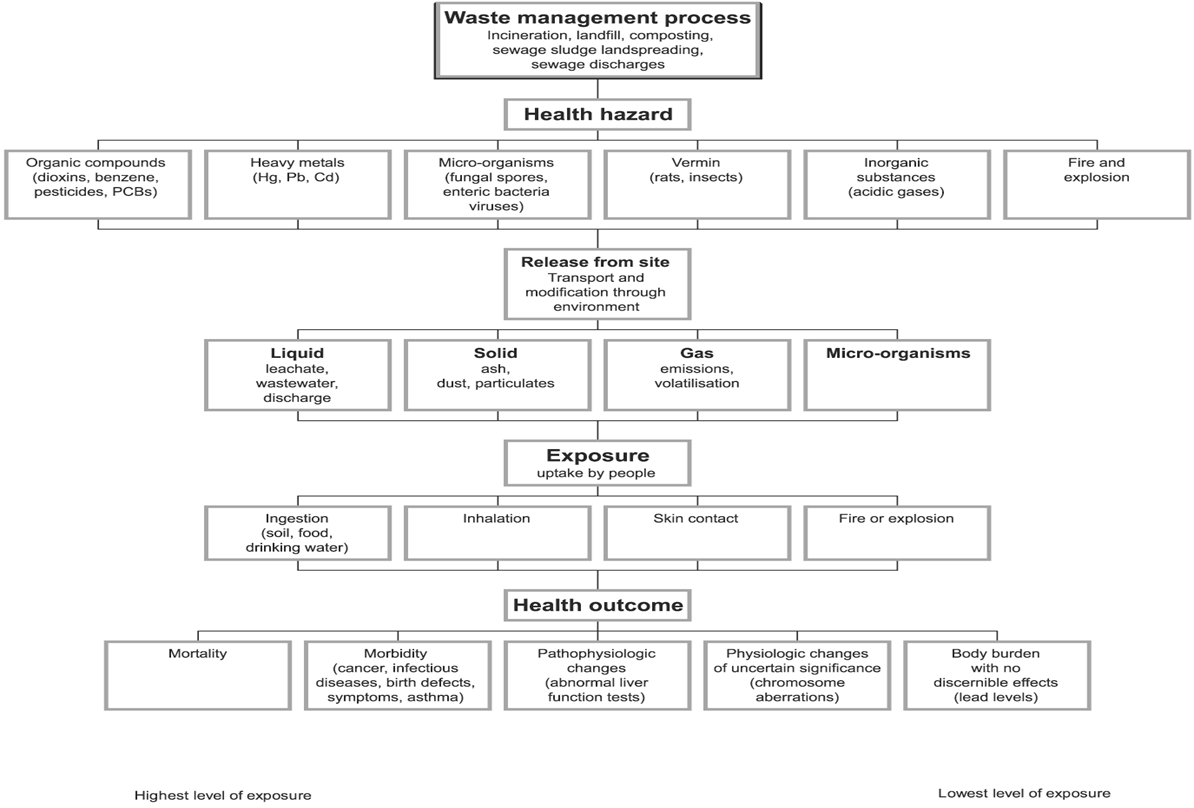 Waste management process
Incineration, landfill, composting,
sewage sludge landspreading,
sewage discharges
Health hazard
Organic compounds
(dioxins, benzene,
pesticides, PCBs)
Heavy metals
(Hg, Pb, Cd)
Micro-organisms
(fungal spores,
enteric bacteria
viruses)
Vermin
(rats, insects)
Inorganic
substances
(acidic gases)
Fire and
explosion
Release from site
Transport and
modification through
environment
Liquid
leachate,
wastewater,
discharge
Solid
ash,
dust, particulates
Gas
emissions,
volatilisation
Micro-organisms
Exposure
uptake by people
Ingestion
(soil, food,
drinking water)
Inhalation
Skin contact
Fire or explosion
Health outcome
Mortality
Morbidity
(cancer, infectious
diseases, birth defects,
symptoms, asthma)
Pathophysiologic
changes
(abnormal liver
function tests)
Physiologic changes
of uncertain significance
(chromosome
aberrations)
Body burden
with no
discernible effects
(lead levels)
Highest level of exposure
Lowest level of exposure